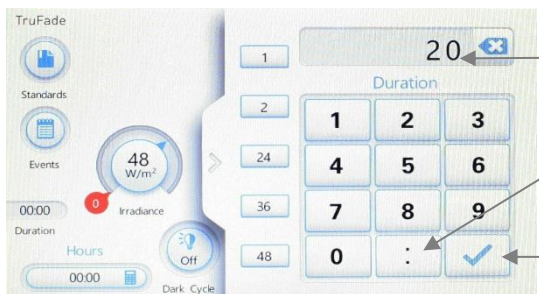 TruFade
Standards
Events
48
W/m²
0
Irradiance
00:00
Duration
Hours
00:00
Off
Dark Cycle
1
2
24
36
48
20
Duration
1 2 3
4 5 6
7 8 9
0 :